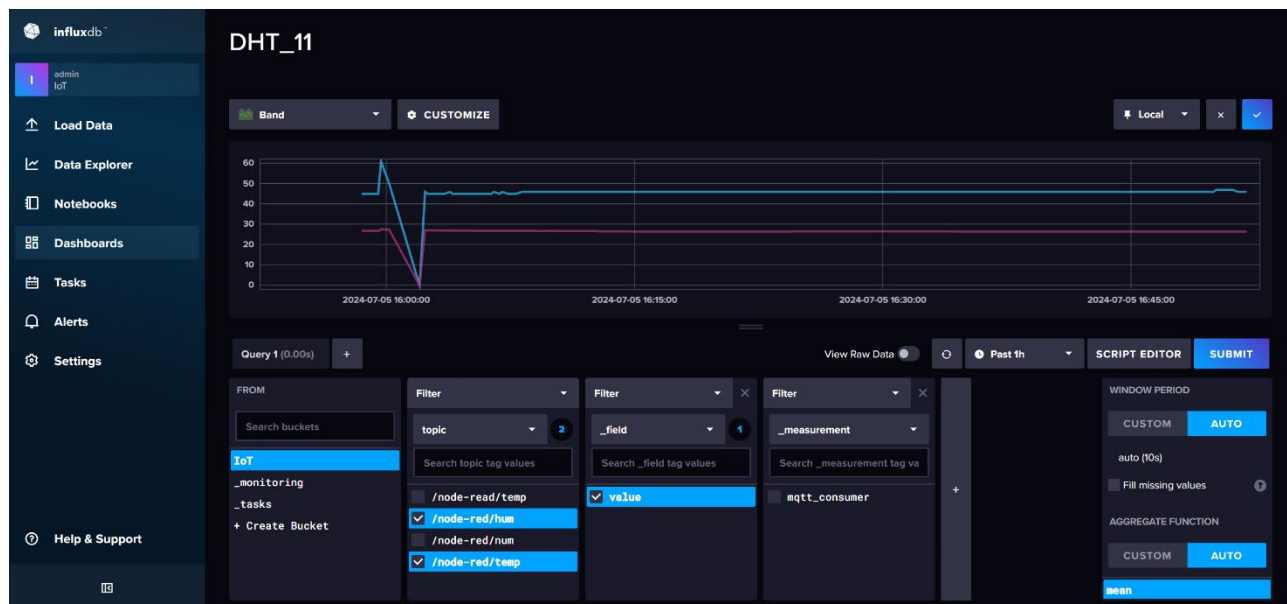 influxdb
DHT_11
I
admin
IoT
Load Data
Data Explorer
Notebooks
Dashboards
Tasks
Alerts
Settings
Help & Support
Band
CUSTOMIZE
Local
60
50
40
30
20
10
0
2024-07-05 16:00:00
2024-07-05 16:15:00
2024-07-05 16:30:00
2024-07-05 16:45:00
Query 1 (0.00s)
+
View Raw Data
Past 1h
SCRIPT EDITOR
SUBMIT
FROM
Search buckets
IoT
_monitoring
_tasks
+ Create Bucket
Filter
topic
2
Search topic tag values
/node-read/temp
/node-red/hum
/node-red/num
/node-red/temp
Filter
_field
1
Search _field tag values
value
Filter
_measurement
Search _measurement tag va
mqtt_consumer
+
WINDOW PERIOD
CUSTOM
AUTO
auto (10s)
Fill missing values
?
AGGREGATE FUNCTION
CUSTOM
AUTO
mean